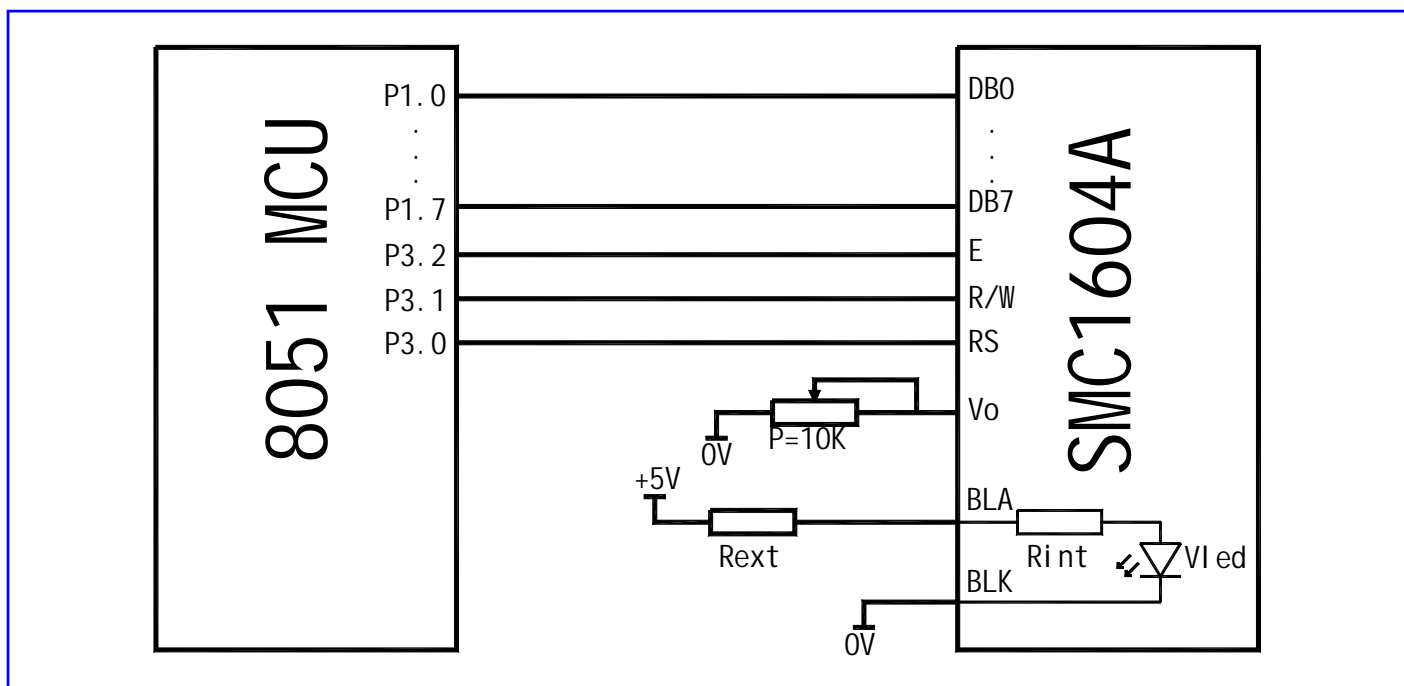 8051 MCU
P1.0
.
.
.
P1.7
P3.2
P3.1
P3.0
DB0
.
.
.
DB7
E
R/W
RS
Vo
SMC1604A
P=10K
0V
+5V
Rext
BLA
Rint
Vled
BLK
0V